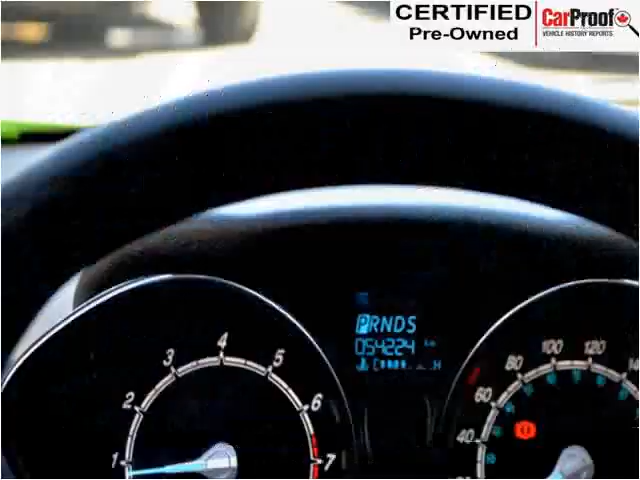 CERTIFIED
Pre-Owned
CarProof
VEHICLE HISTORY REPORTS
PRNDS
054224 km
C H
1 2 3 4 5 6 7
40 60 80 100 120